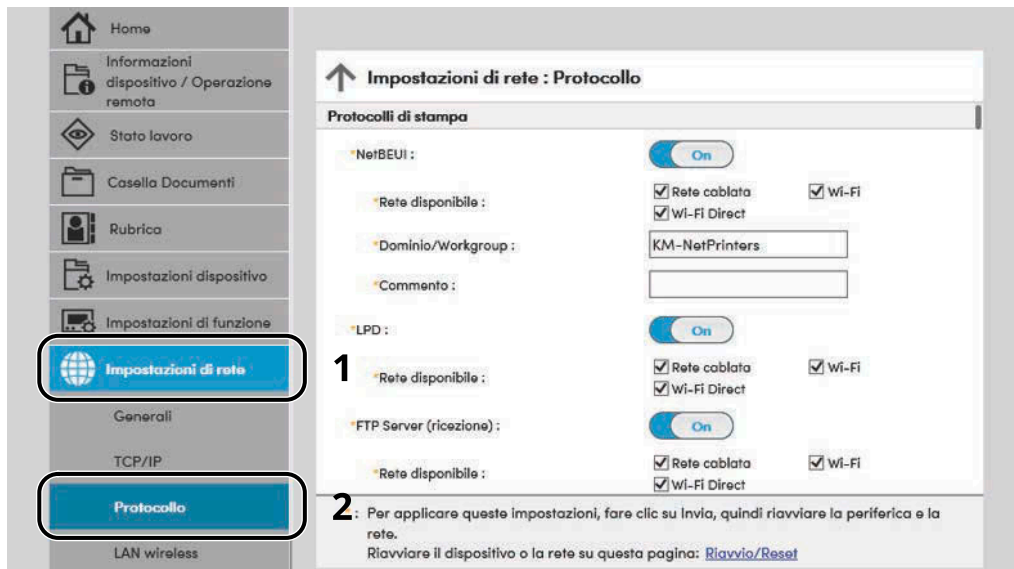 Home
Informazioni
dispositivo / Operazione
remota
Stato lavoro
Casella Documenti
Rubrica
Impostazioni dispositivo
Impostazioni di funzione
Impostazioni di rete
1
Generali
TCP/IP
Protocollo
2
LAN wireless
Impostazioni di rete : Protocollo
Protocolli di stampa
*NetBEUI :
On
*Rete disponibile :
Rete cablata
Wi-Fi
Wi-Fi Direct
*Dominio/Workgroup :
KM-NetPrinters
*Commento :
*LPD :
On
*Rete disponibile :
Rete cablata
Wi-Fi
Wi-Fi Direct
*FTP Server (ricezione) :
On
*Rete disponibile :
Rete cablata
Wi-Fi
Wi-Fi Direct
: Per applicare queste impostazioni, fare clic su Invia, quindi riavviare la periferica e la
rete.
Riavviare il dispositivo o la rete su questa pagina: Riavvio/Reset